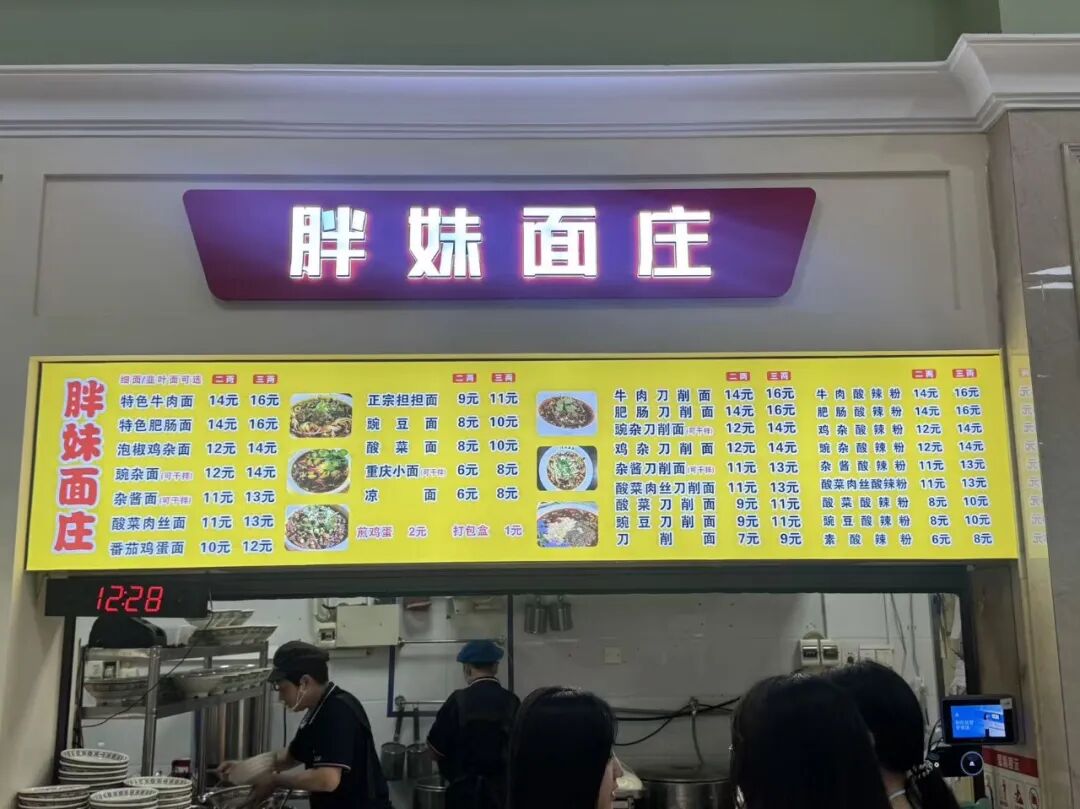 胖妹面庄
胖妹面庄
细面/韭叶面可选 二两 三两
特色牛肉面 14元 16元
特色肥肠面 14元 16元
泡椒鸡杂面 12元 14元
豌杂面(可干拌) 12元 14元
杂酱面(可干拌) 11元 13元
酸菜肉丝面 11元 13元
番茄鸡蛋面 10元 12元
二两 三两
正宗担担面 9元 11元
豌豆面 8元 10元
酸菜面 8元 10元
重庆小面(可干拌) 6元 8元
凉面 6元 8元
煎鸡蛋 2元 打包盒 1元
二两 三两
牛肉刀削面 14元 16元
肥肠刀削面 14元 16元
豌杂刀削面(可干拌) 12元 14元
鸡杂刀削面 12元 14元
杂酱刀削面(可干拌) 11元 13元
酸菜肉丝刀削面 11元 13元
酸菜刀削面 9元 11元
豌豆刀削面 9元 11元
刀削面 7元 9元
二两 三两
牛肉酸辣粉 14元 16元
肥肠酸辣粉 14元 16元
鸡杂酸辣粉 12元 14元
豌杂酸辣粉 12元 14元
杂酱酸辣粉 11元 13元
酸菜肉丝酸辣粉 11元 13元
酸菜酸辣粉 8元 10元
豌豆酸辣粉 8元 10元
素酸辣粉 6元 8元
12:28